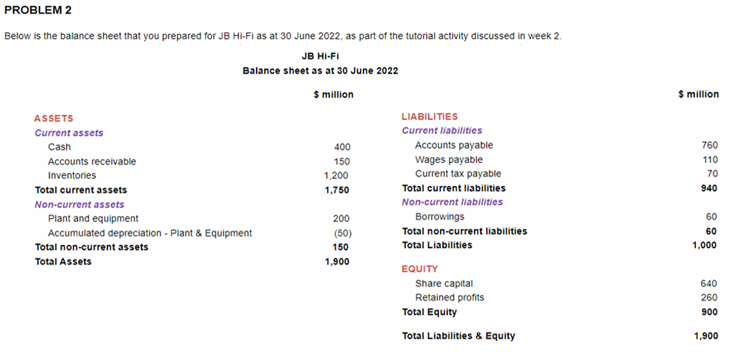 PROBLEM 2
Below is the balance sheet that you prepared for JB Hi-Fi as at 30 June 2022, as part of the tutorial activity discussed in week 2.
JB Hi-Fi
Balance sheet as at 30 June 2022
$ million
ASSETS
Current assets
Cash 400
Accounts receivable 150
Inventories 1,200
Total current assets 1,750
Non-current assets
Plant and equipment 200
Accumulated depreciation - Plant & Equipment (50)
Total non-current assets 150
Total Assets 1,900
$ million
LIABILITIES
Current liabilities
Accounts payable 760
Wages payable 110
Current tax payable 70
Total current liabilities 940
Non-current liabilities
Borrowings 60
Total non-current liabilities 60
Total Liabilities 1,000
EQUITY
Share capital 640
Retained profits 260
Total Equity 900
Total Liabilities & Equity 1,900